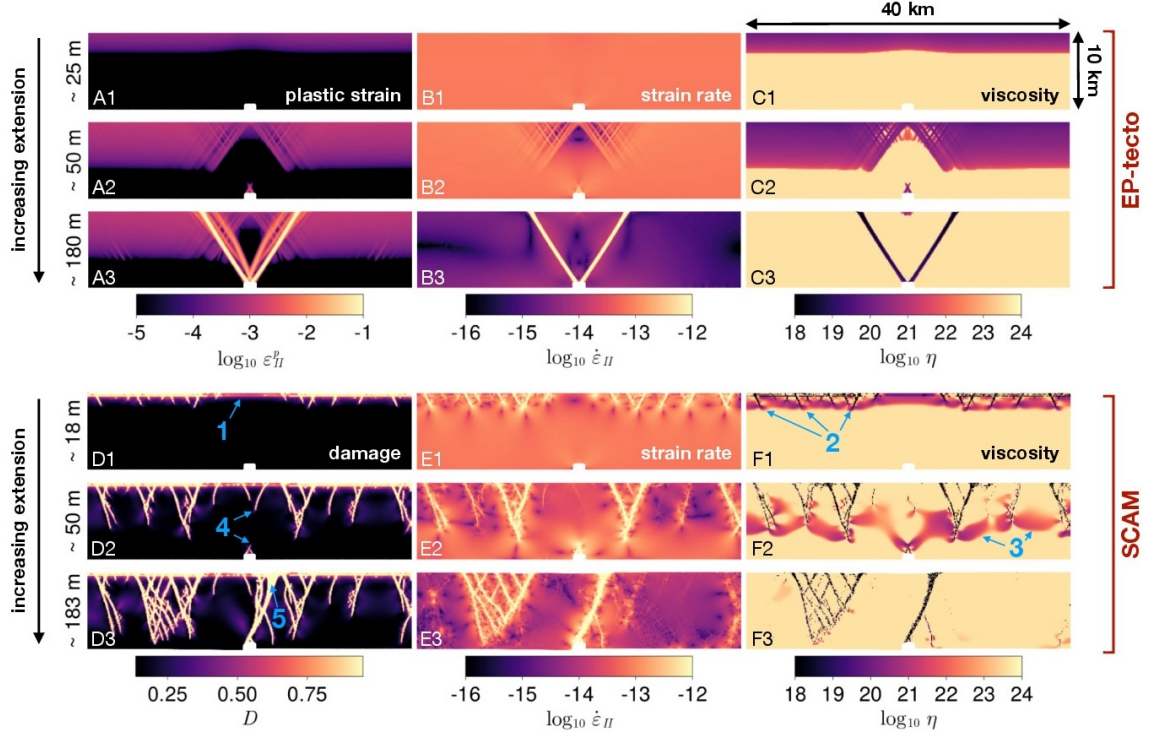 40 km
increasing extension
~ 25 m
A1
plastic strain
B1
strain rate
C1
viscosity
10 km
~ 50 m
A2
B2
C2
~ 180 m
A3
B3
C3
EP-tecto
-5 -4 -3 -2 -1
log₁₀ εᵖ_II
-16 -15 -14 -13 -12
log₁₀ ε̇_II
18 19 20 21 22 23 24
log₁₀ η
increasing extension
~ 18 m
1
D1
damage
E1
strain rate
2
F1
viscosity
~ 50 m
4
D2
E2
3
F2
~ 183 m
5
D3
E3
F3
SCAM
0.25 0.50 0.75
D
-16 -15 -14 -13 -12
log₁₀ ε̇_II
18 19 20 21 22 23 24
log₁₀ η